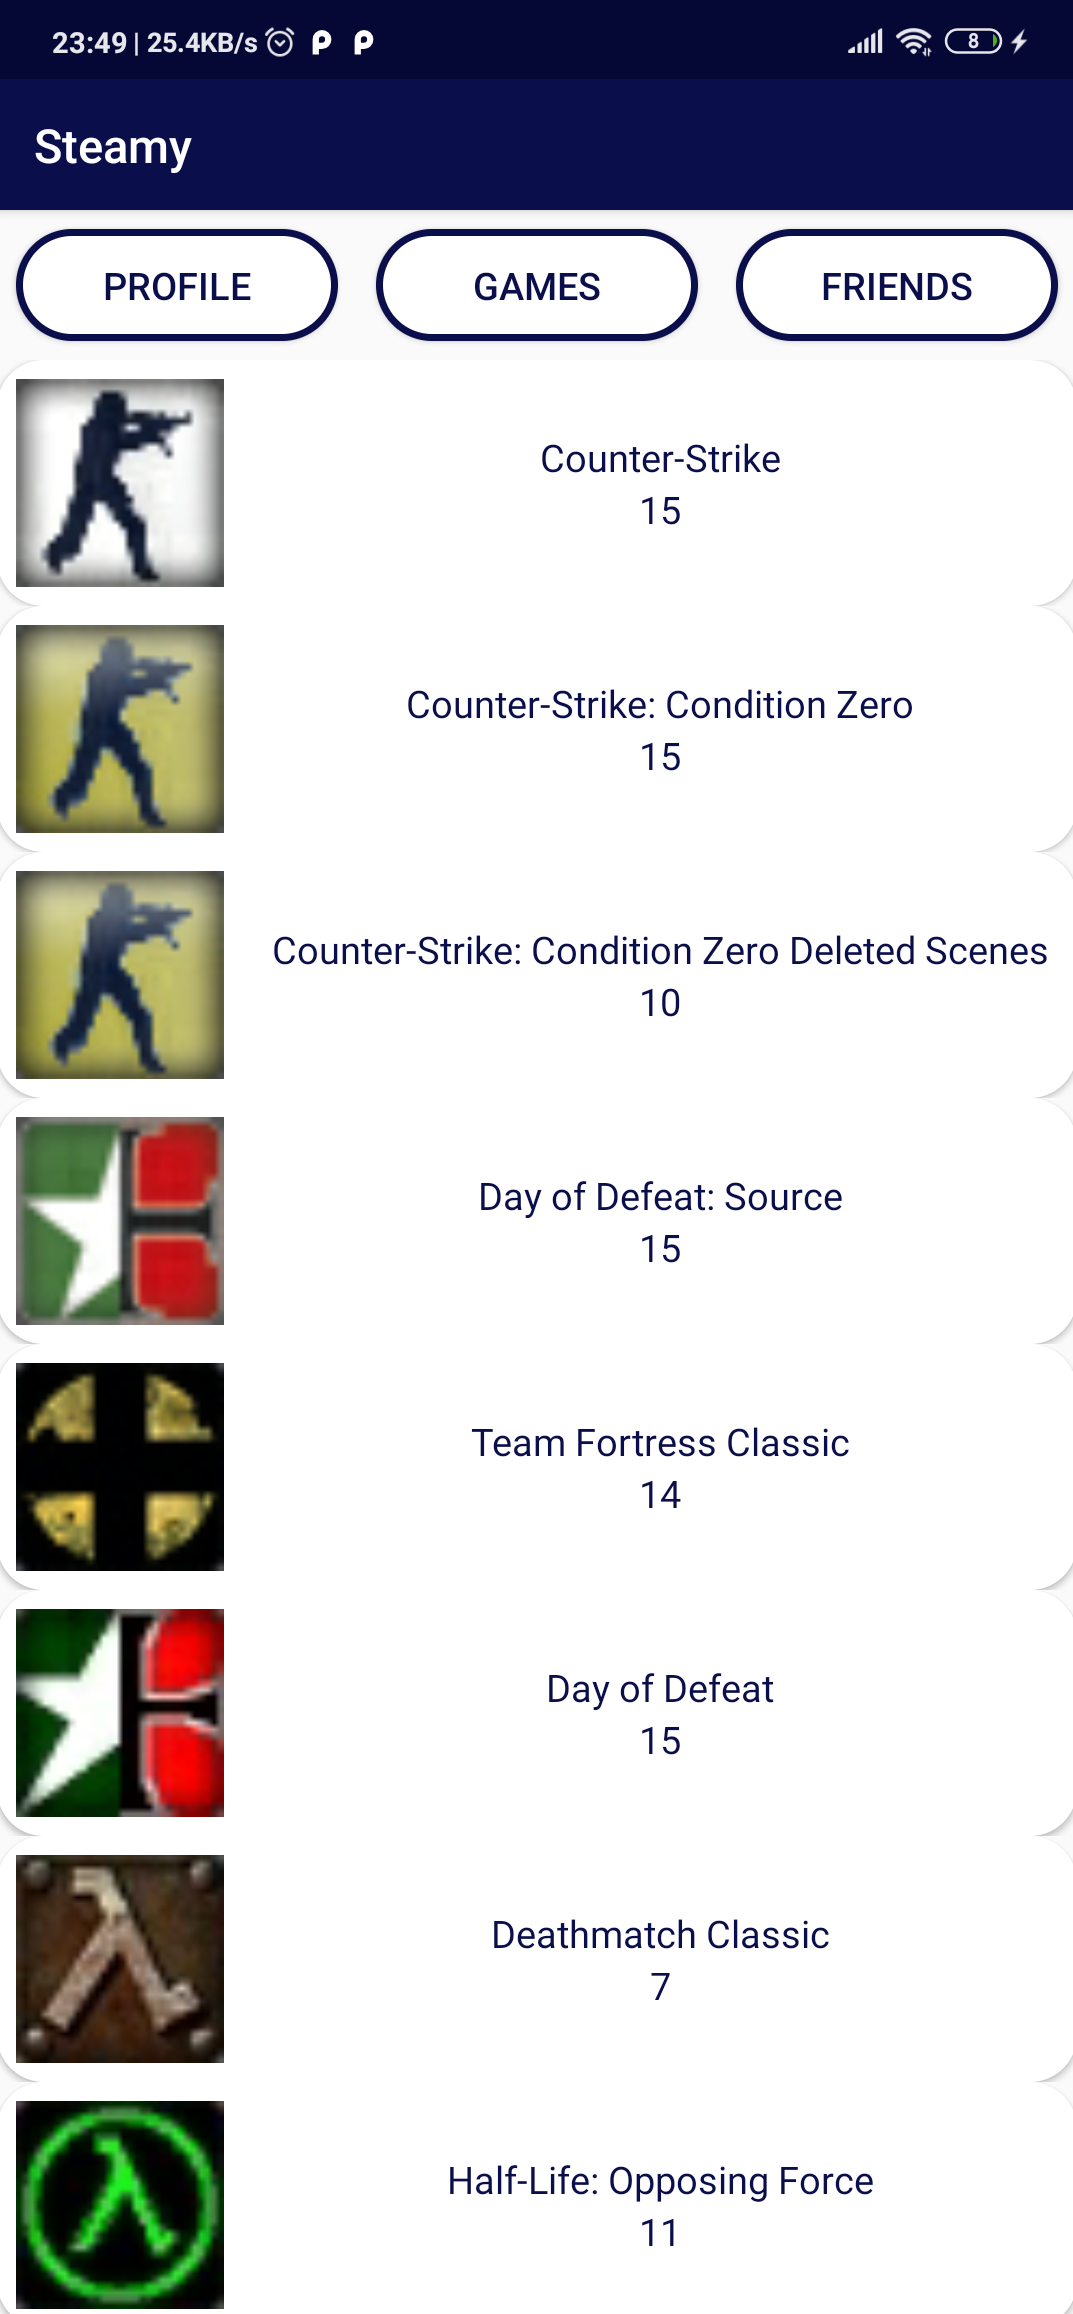 23:49 | 25.4KB/s
8
Steamy
PROFILE GAMES FRIENDS
Counter-Strike
15
Counter-Strike: Condition Zero
15
Counter-Strike: Condition Zero Deleted Scenes
10
Day of Defeat: Source
15
Team Fortress Classic
14
Day of Defeat
15
Deathmatch Classic
7
Half-Life: Opposing Force
11